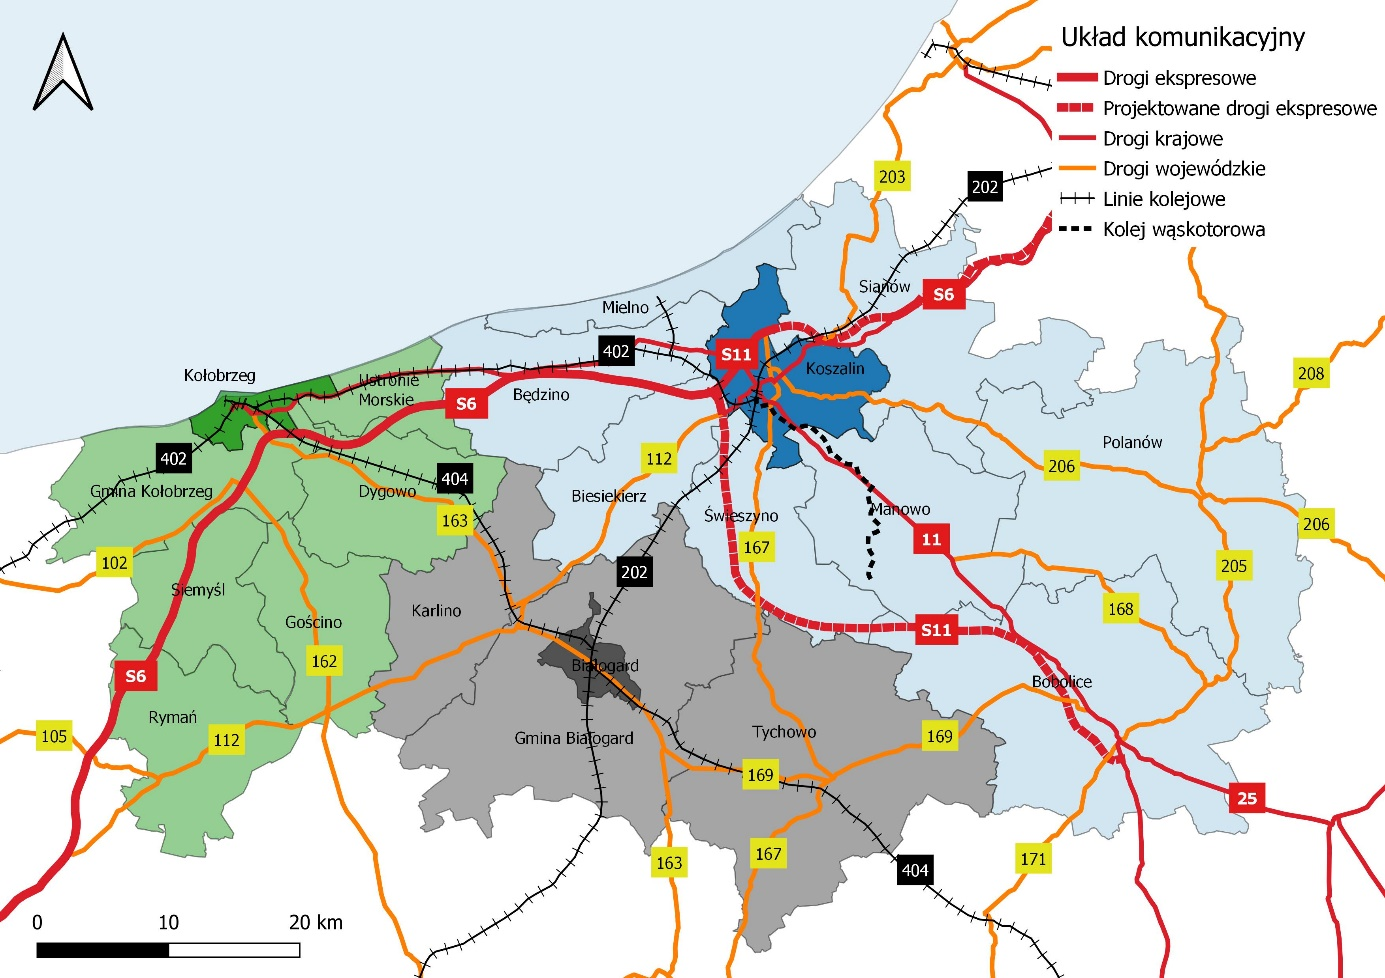 Układ komunikacyjny
Drogi ekspresowe
Projektowane drogi ekspresowe
Drogi krajowe
Drogi wojewódzkie
Linie kolejowe
Kolej wąskotorowa
203
202
Sianów
S6
Mielno
402
S11
Koszalin
208
Kołobrzeg
Ustronie
Morskie
S6
Będzino
402
112
Polanów
206
404
Gmina Kołobrzeg
Dygowo
Biesiekierz
163
Świeszyno
Manowo
206
167
11
102
202
205
Siemyśl
Karlino
168
Gościno
S11
162
Białogard
S6
Bobolice
Rymań
105
112
Gmina Białogard
Tychowo
169
169
25
163
167
171
404
0 10 20 km